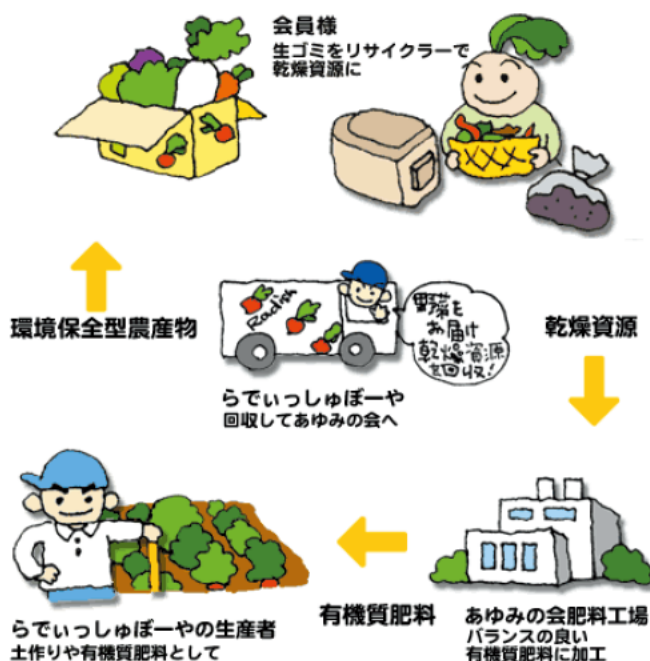 会員様
生ゴミをリサイクラーで
乾燥資源に
Radish
野菜を
お届け
乾燥資源
を回収!
環境保全型農産物
乾燥資源
らでぃっしゅぼーや
回収してあゆみの会へ
有機質肥料
らでぃっしゅぼーやの生産者
土作りや有機質肥料として
あゆみの会肥料工場
バランスの良い
有機質肥料に加工